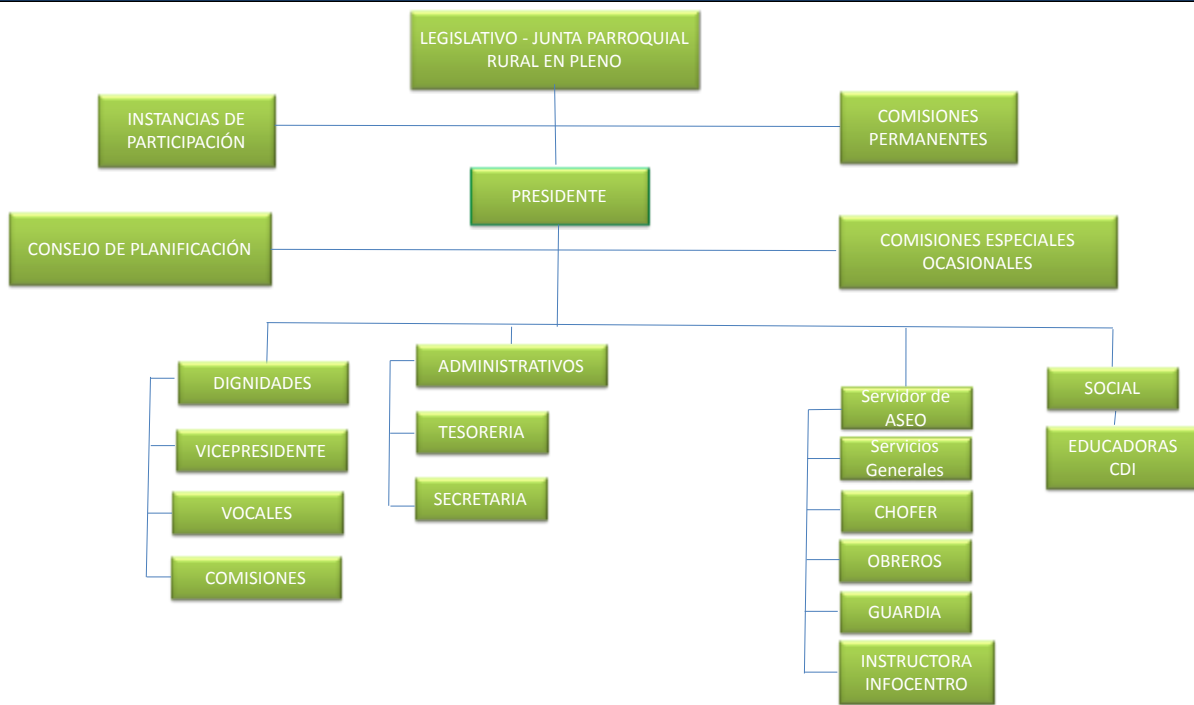 LEGISLATIVO - JUNTA PARROQUIAL
RURAL EN PLENO
INSTANCIAS DE
PARTICIPACIÓN
COMISIONES
PERMANENTES
PRESIDENTE
CONSEJO DE PLANIFICACIÓN
COMISIONES ESPECIALES
OCASIONALES
DIGNIDADES
VICEPRESIDENTE
VOCALES
COMISIONES
ADMINISTRATIVOS
TESORERIA
SECRETARIA
Servidor de
ASEO
Servicios
Generales
CHOFER
OBREROS
GUARDIA
INSTRUCTORA
INFOCENTRO
SOCIAL
EDUCADORAS
CDI